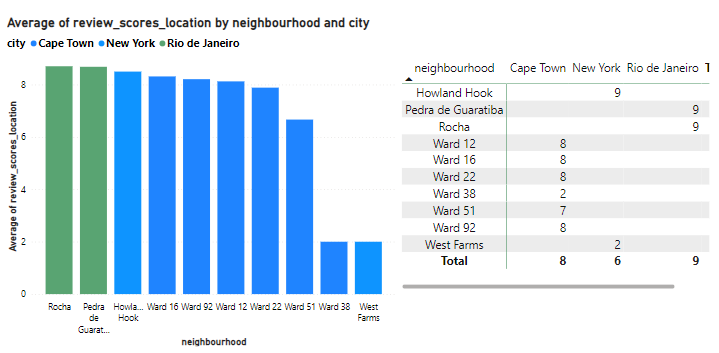 Average of review_scores_location by neighbourhood and city
city Cape Town New York Rio de Janeiro
Average of review_scores_location
8
6
4
2
0
Rocha Pedra de Guarat... Howla... Hook Ward 16 Ward 92 Ward 12 Ward 22 Ward 51 Ward 38 West Farms
neighbourhood
neighbourhood Cape Town New York Rio de Janeiro T
Howland Hook 9
Pedra de Guaratiba 9
Rocha 9
Ward 12 8
Ward 16 8
Ward 22 8
Ward 38 2
Ward 51 7
Ward 92 8
West Farms 2
Total 8 6 9